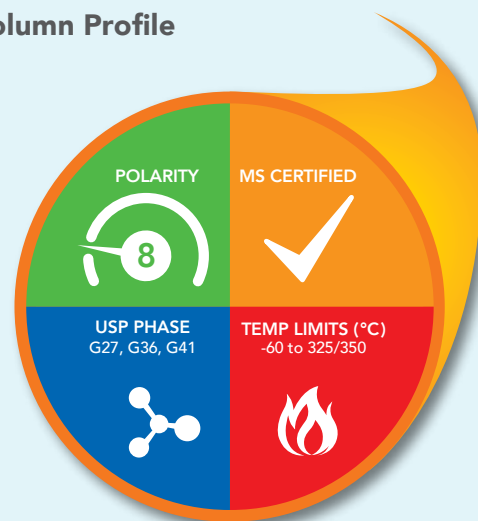 olumn Profile
POLARITY
8
MS CERTIFIED
USP PHASE
G27, G36, G41
TEMP LIMITS (°C)
-60 to 325/350